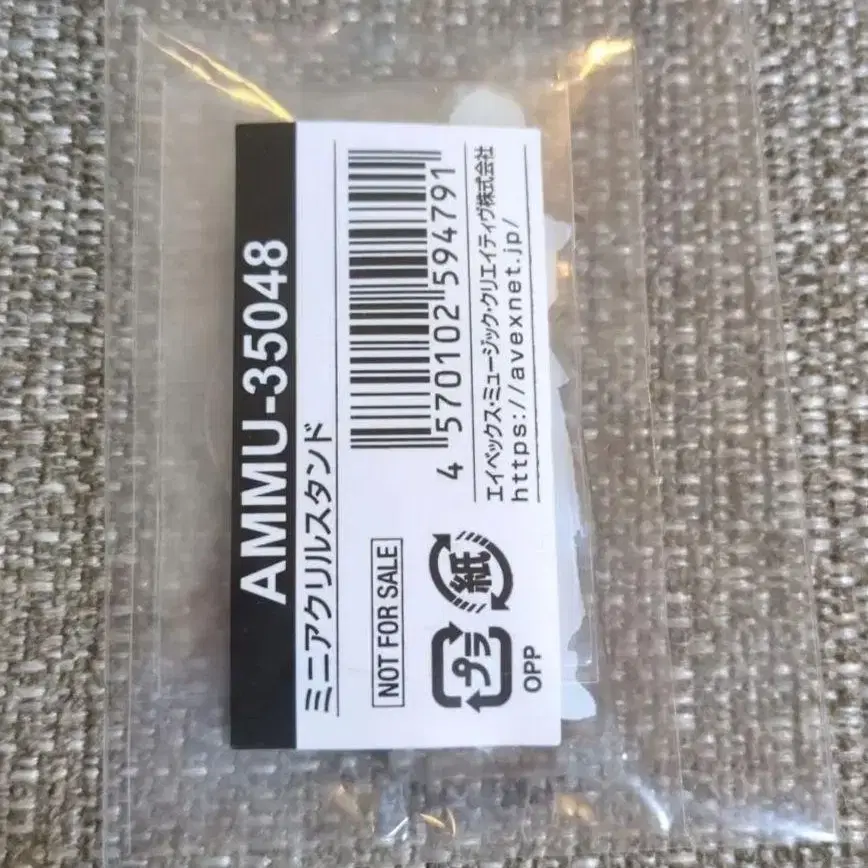 AMMU-35048
ミニアクリルスタンド
4 570102 594791
エイベックス・ミュージック・クリエイティヴ株式会社
https://avexnet.jp/
NOT FOR SALE
プラ
紙
OPP